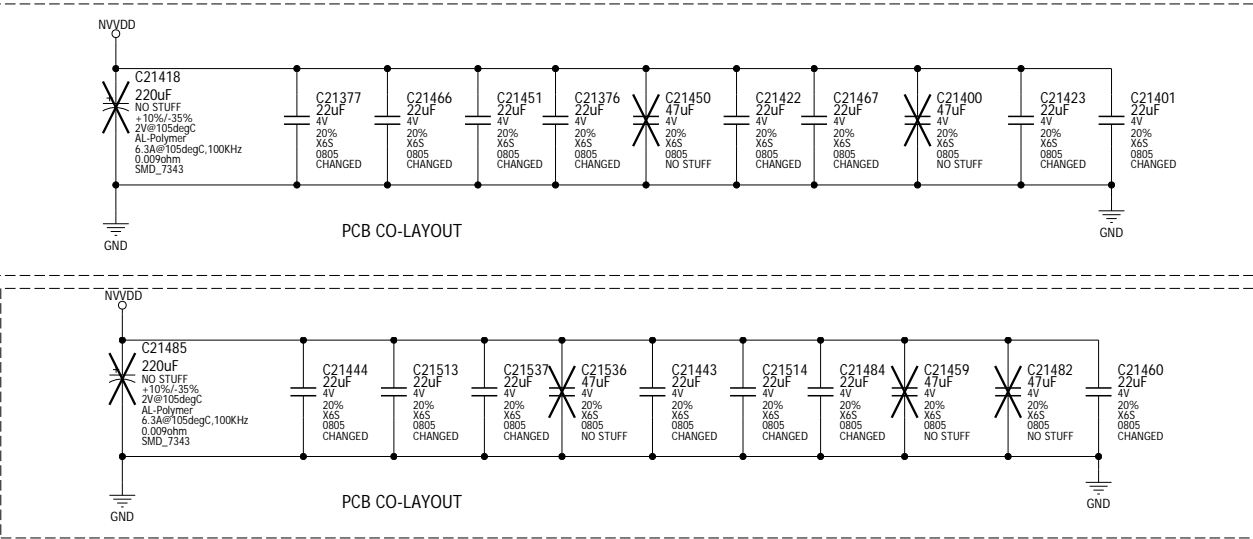 NVVDD
C21418
220uF
NO STUFF
+10%/-35%
2V@105degC
AL-Polymer
6.3A@105degC,100KHz
0.009ohm
SMD_7343
+
C21377
22uF
4V
20%
X6S
0805
CHANGED
C21466
22uF
4V
20%
X6S
0805
CHANGED
C21451
22uF
4V
20%
X6S
0805
CHANGED
C21376
22uF
4V
20%
X6S
0805
CHANGED
C21450
47uF
4V
20%
X6S
0805
NO STUFF
C21422
22uF
4V
20%
X6S
0805
CHANGED
C21467
22uF
4V
20%
X6S
0805
CHANGED
C21400
47uF
4V
20%
X6S
0805
NO STUFF
C21423
22uF
4V
20%
X6S
0805
CHANGED
C21401
22uF
4V
20%
X6S
0805
CHANGED
GND
PCB CO-LAYOUT
GND
NVVDD
C21485
220uF
NO STUFF
+10%/-35%
2V@105degC
AL-Polymer
6.3A@105degC,100KHz
0.009ohm
SMD_7343
+
C21444
22uF
4V
20%
X6S
0805
CHANGED
C21513
22uF
4V
20%
X6S
0805
CHANGED
C21537
22uF
4V
20%
X6S
0805
CHANGED
C21536
47uF
4V
20%
X6S
0805
NO STUFF
C21443
22uF
4V
20%
X6S
0805
CHANGED
C21514
22uF
4V
20%
X6S
0805
CHANGED
C21484
22uF
4V
20%
X6S
0805
CHANGED
C21459
47uF
4V
20%
X6S
0805
NO STUFF
C21482
47uF
4V
20%
X6S
0805
NO STUFF
C21460
22uF
4V
20%
X6S
0805
CHANGED
GND
PCB CO-LAYOUT
GND